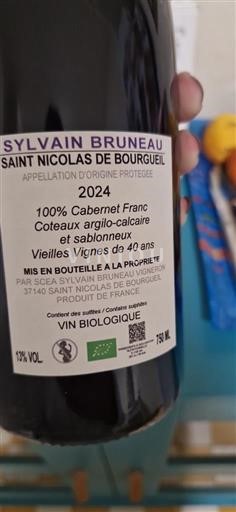 SYLVAIN BRUNEAU
SAINT NICOLAS DE BOURGUEIL
APPELLATION D'ORIGINE PROTEGEE
2024
100% Cabernet Franc
Coteaux argilo-calcaire
et sablonneux
Vieilles Vignes de 40 ans
MIS EN BOUTEILLE A LA PROPRIETE
PAR SCEA SYLVAIN BRUNEAU VIGNERON
37140 SAINT NICOLAS DE BOURGUEIL
PRODUIT DE FRANCE
Contient des sulfites / Contains sulphites
VIN BIOLOGIQUE
13% VOL.
750 ML